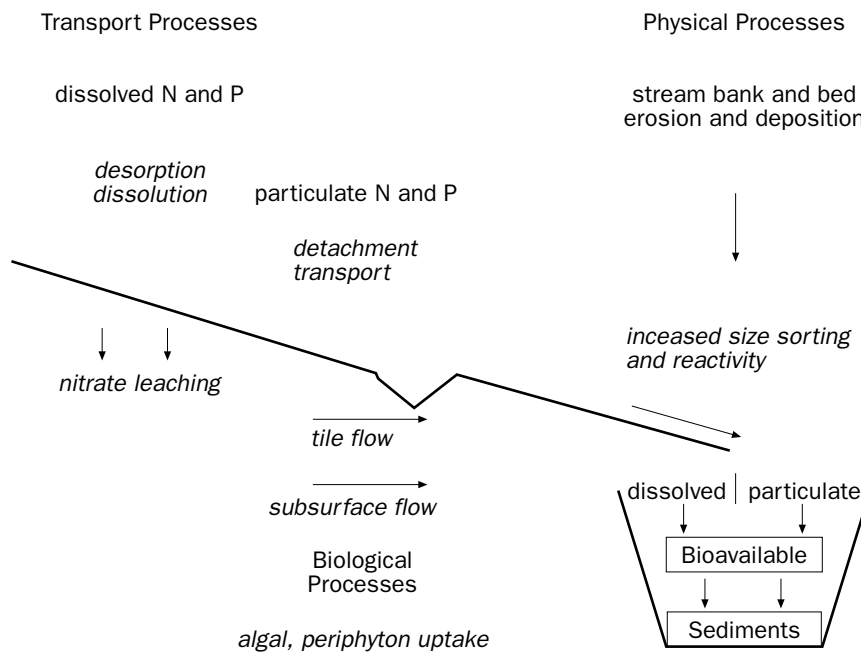 Transport Processes
Physical Processes
dissolved N and P
stream bank and bed
erosion and deposition
desorption
dissolution
particulate N and P
detachment
transport
inceased size sorting
and reactivity
nitrate leaching
tile flow
subsurface flow
dissolved | particulate
Bioavailable
Biological
Processes
Sediments
algal, periphyton uptake